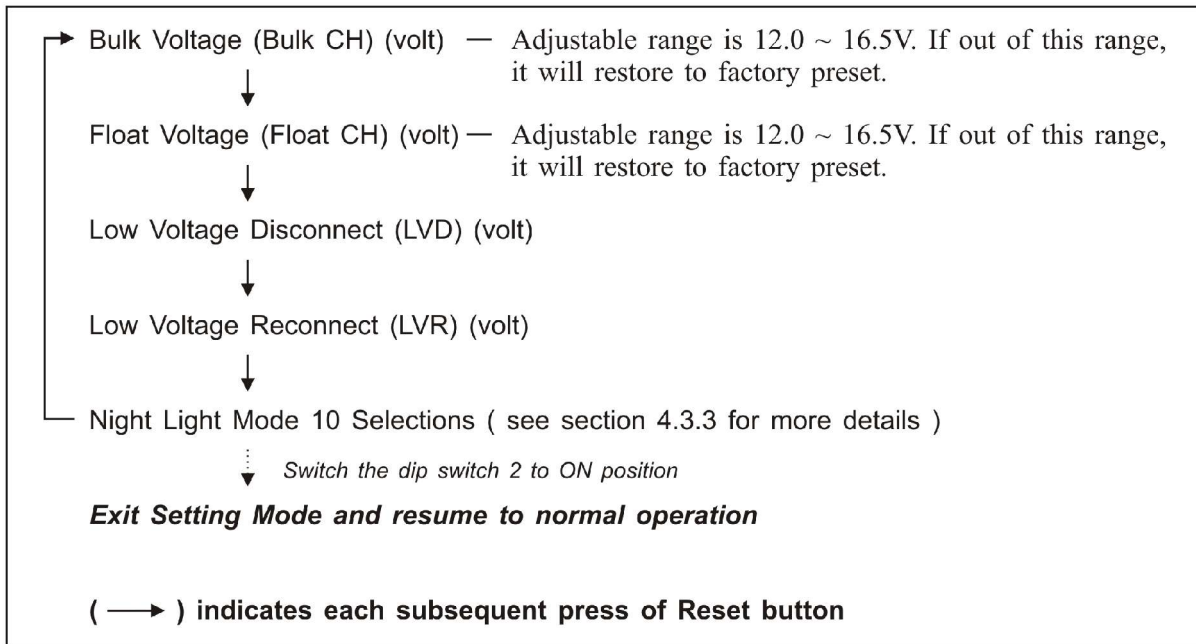 Bulk Voltage (Bulk CH) (volt) — Adjustable range is 12.0 ~ 16.5V. If out of this range,
it will restore to factory preset.
Float Voltage (Float CH) (volt) — Adjustable range is 12.0 ~ 16.5V. If out of this range,
it will restore to factory preset.
Low Voltage Disconnect (LVD) (volt)
Low Voltage Reconnect (LVR) (volt)
Night Light Mode 10 Selections ( see section 4.3.3 for more details )
Switch the dip switch 2 to ON position
Exit Setting Mode and resume to normal operation
( → ) indicates each subsequent press of Reset button